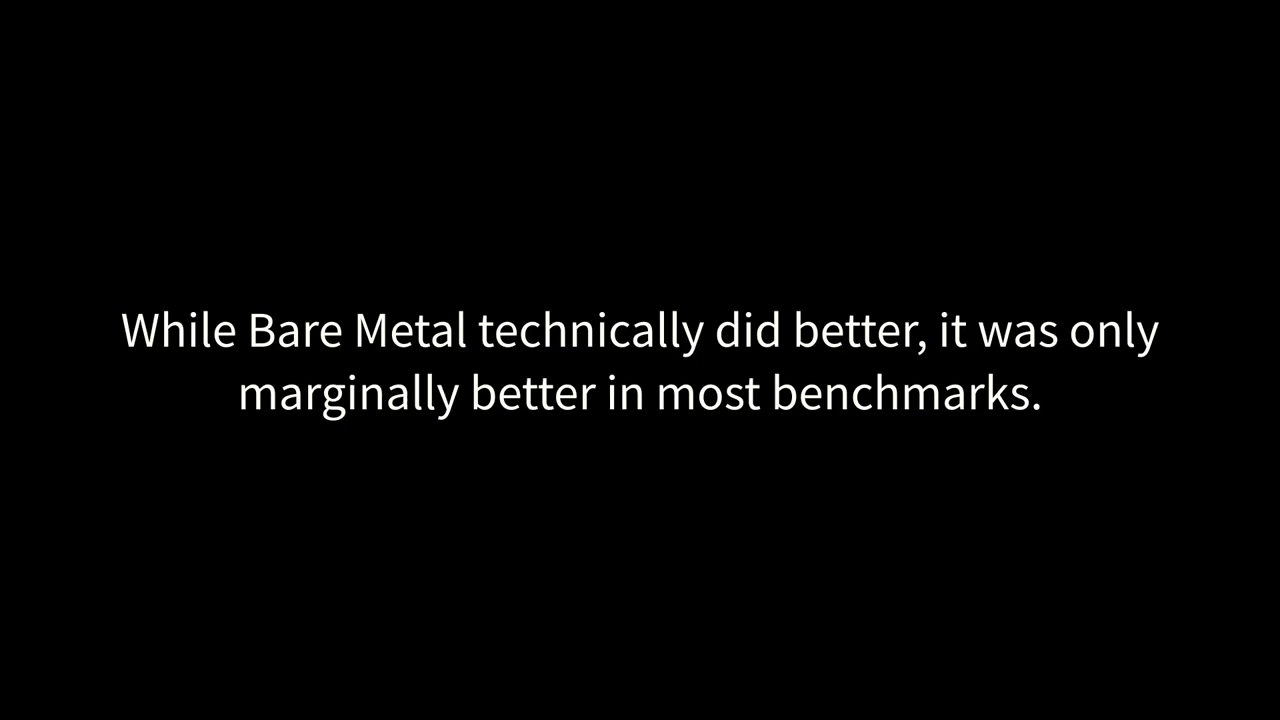 While Bare Metal technically did better, it was only
marginally better in most benchmarks.